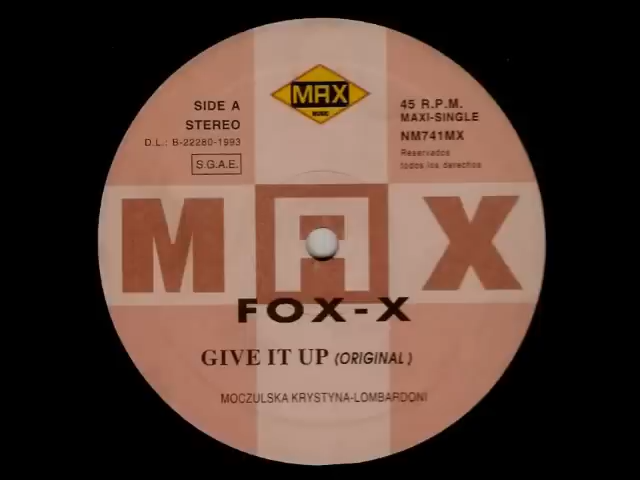 MAX
MUSIC
SIDE A
STEREO
D.L.: B-22280-1993
S.G.A.E.
45 R.P.M.
MAXI-SINGLE
NM741MX
Reservados
todos los derechos
MAX
FOX-X
GIVE IT UP (ORIGINAL)
MOCZULSKA KRYSTYNA-LOMBARDONI